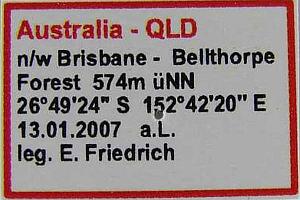 Australia - QLD
n/w Brisbane - Bellthorpe
Forest 574m üNN
26°49'24" S 152°42'20" E
13.01.2007 a.L.
leg. E. Friedrich